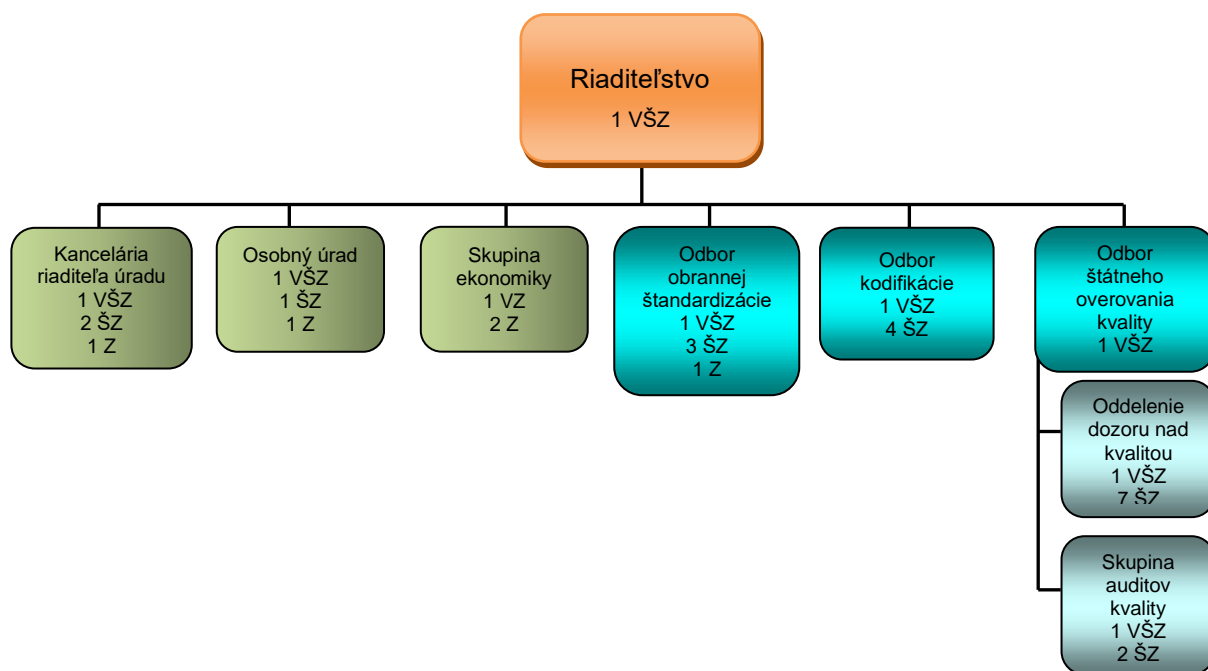 Riaditeľstvo
1 VŠZ
Kancelária
riaditeľa úradu
1 VŠZ
2 ŠZ
1 Z
Osobný úrad
1 VŠZ
1 ŠZ
1 Z
Skupina
ekonomiky
1 VZ
2 Z
Odbor
obrannej
štandardizácie
1 VŠZ
3 ŠZ
1 Z
Odbor
kodifikácie
1 VŠZ
4 ŠZ
Odbor
štátneho
overovania
kvality
1 VŠZ
Oddelenie
dozoru nad
kvalitou
1 VŠZ
7 ŠZ
Skupina
auditov
kvality
1 VŠZ
2 ŠZ